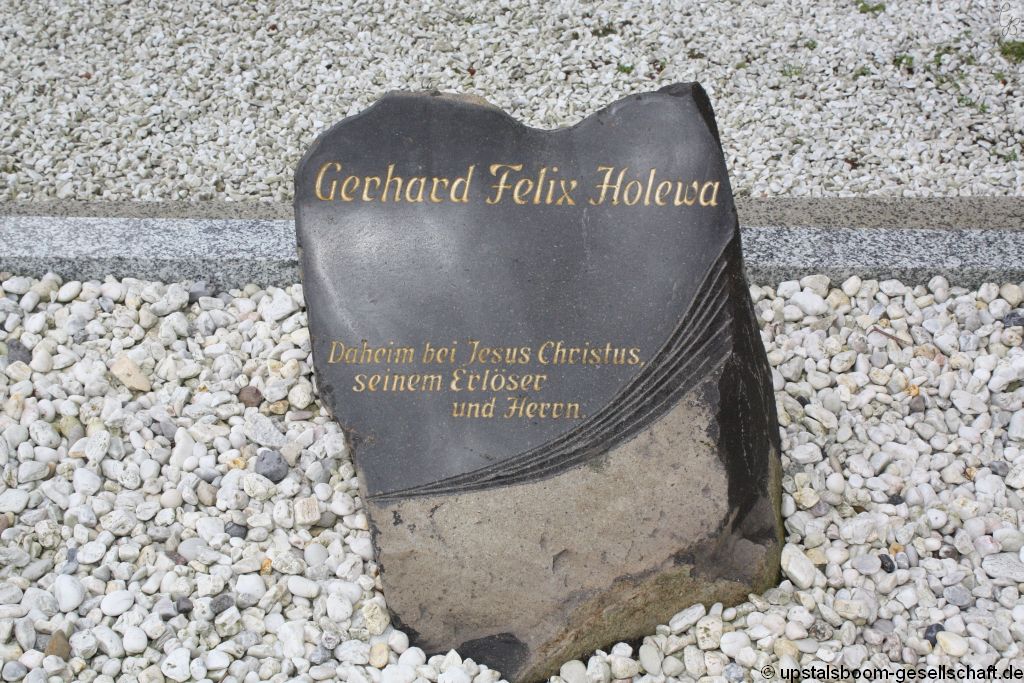 Gerhard Felix Holewa
Daheim bei Jesus Christus,
seinem Erlöser
und Herrn.
© upstalsboom-gesellschaft.de